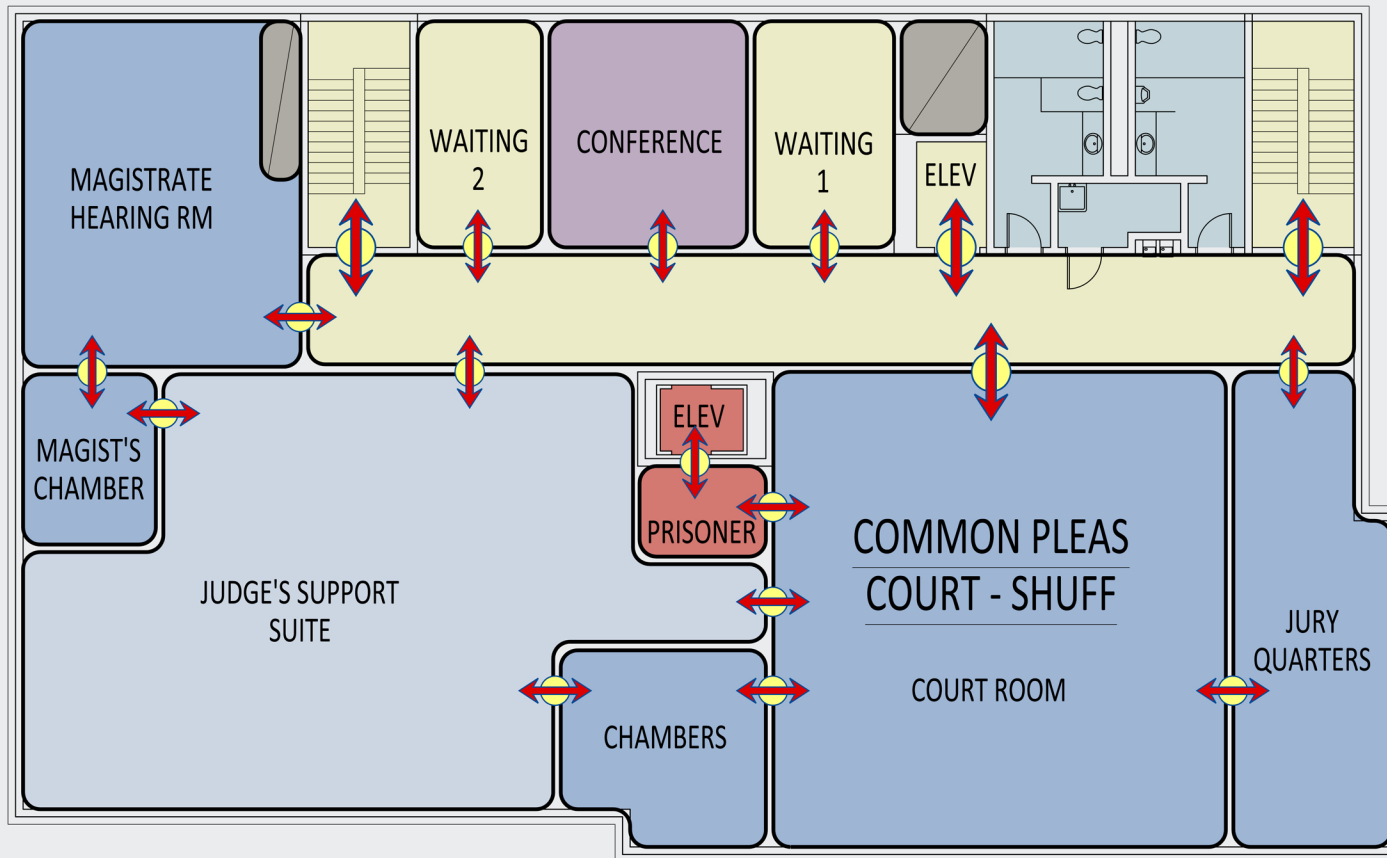 MAGISTRATE
HEARING RM
WAITING
2
CONFERENCE
WAITING
1
ELEV
ELEV
MAGIST'S
CHAMBER
PRISONER
COMMON PLEAS
COURT - SHUFF
JUDGE'S SUPPORT
SUITE
JURY
QUARTERS
COURT ROOM
CHAMBERS